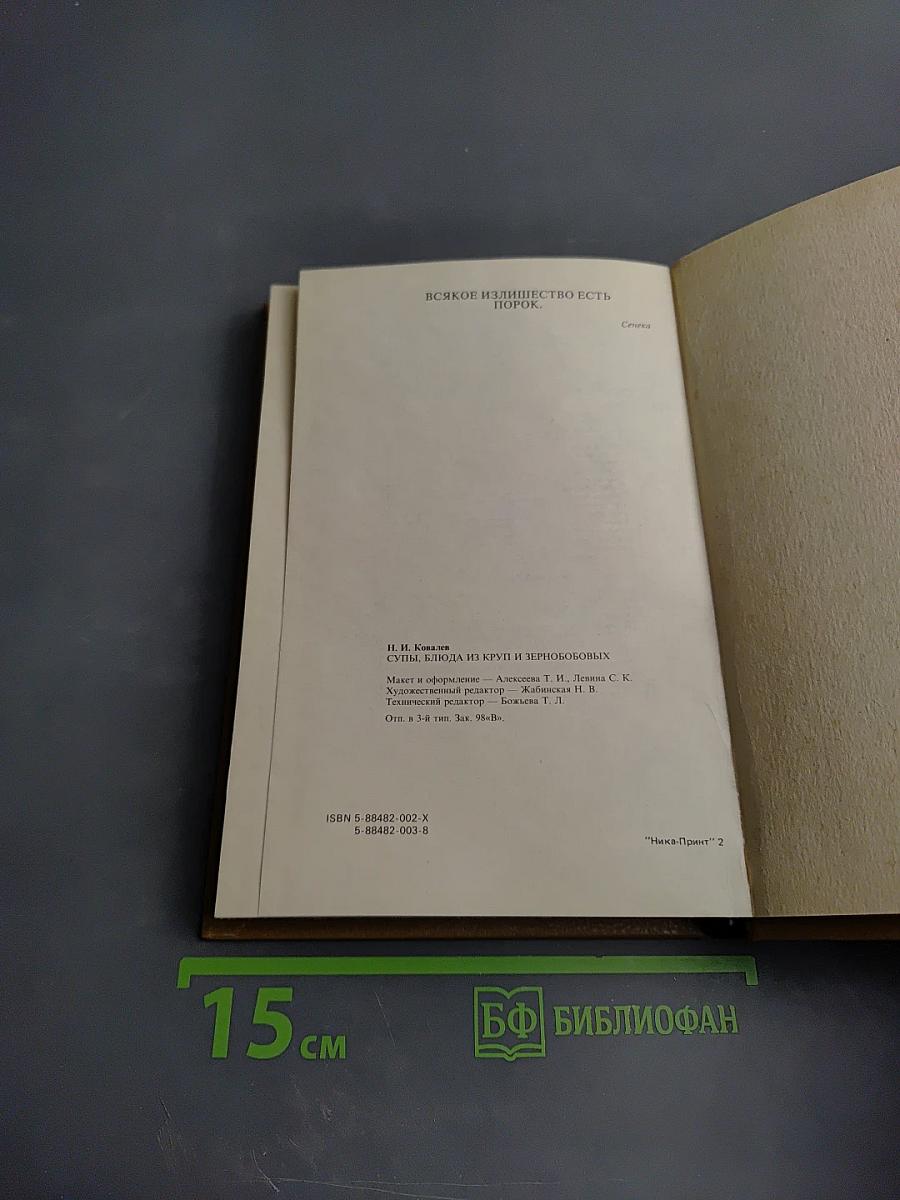 ВСЯКОЕ ИЗЛИШЕСТВО ЕСТЬ
ПОРОК.
Сенека
Н. И. Ковалев
СУПЫ, БЛЮДА ИЗ КРУП И ЗЕРНОБОБОВЫХ
Макет и оформление — Алексеева Т. И., Левина С. К.
Художественный редактор — Жабинская Н. В.
Технический редактор — Божьева Т. Л.
Отп. в 3-й тип. Зак. 98«В».
ISBN 5-88482-002-X
5-88482-003-8
"Ника-Принт" 2
15 см
БФ БИБЛИОФАН